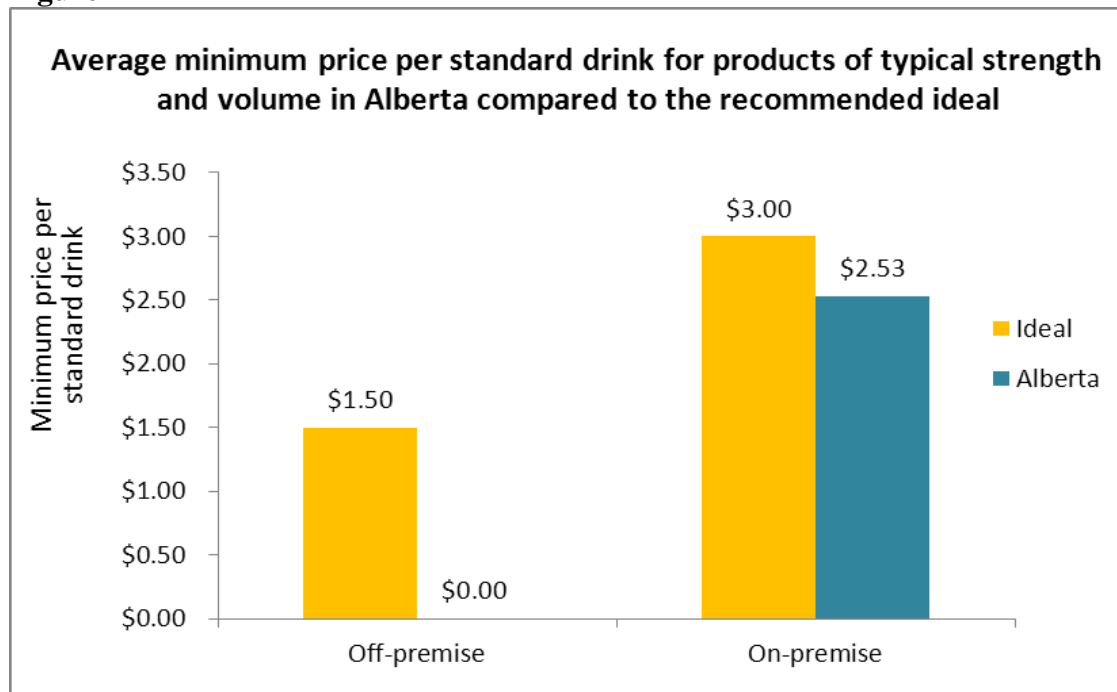 Average minimum price per standard drink for products of typical strength
and volume in Alberta compared to the recommended ideal
Minimum price per
standard drink
$3.50
$3.00
$2.50
$2.00
$1.50
$1.00
$0.50
$0.00
$1.50
$0.00
$3.00
$2.53
Off-premise
On-premise
Ideal
Alberta